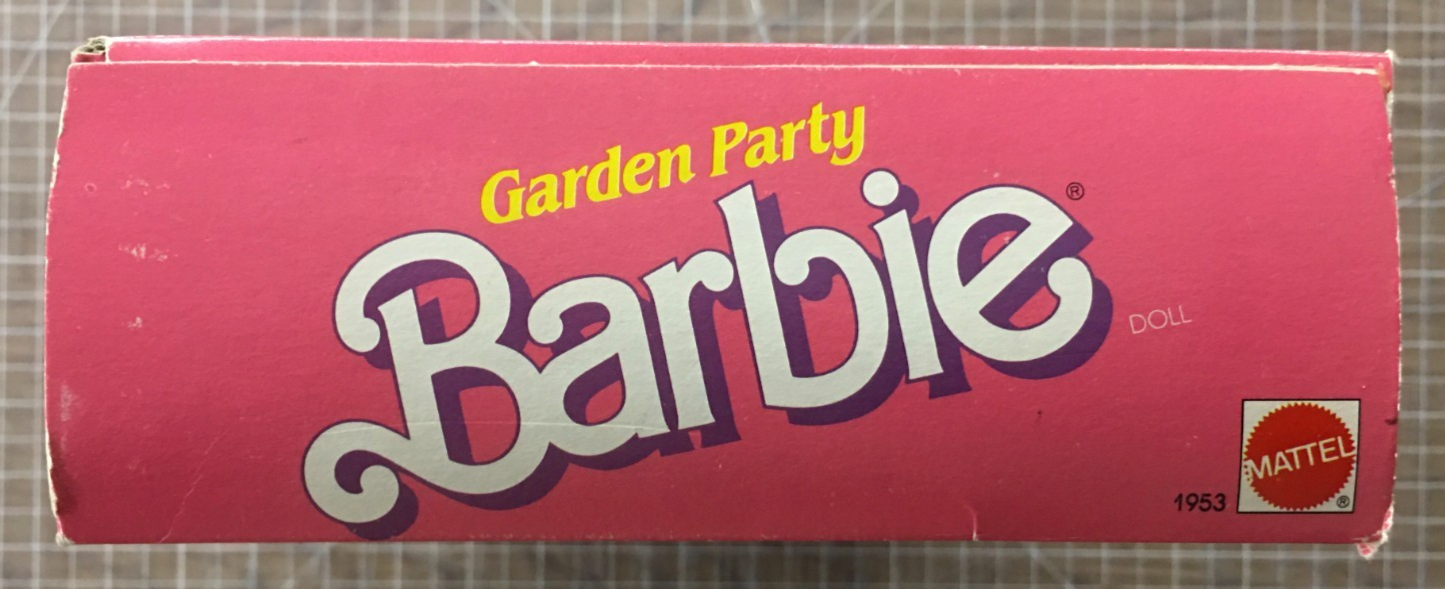 Garden Party
Barbie®
DOLL
1953
MATTEL
®